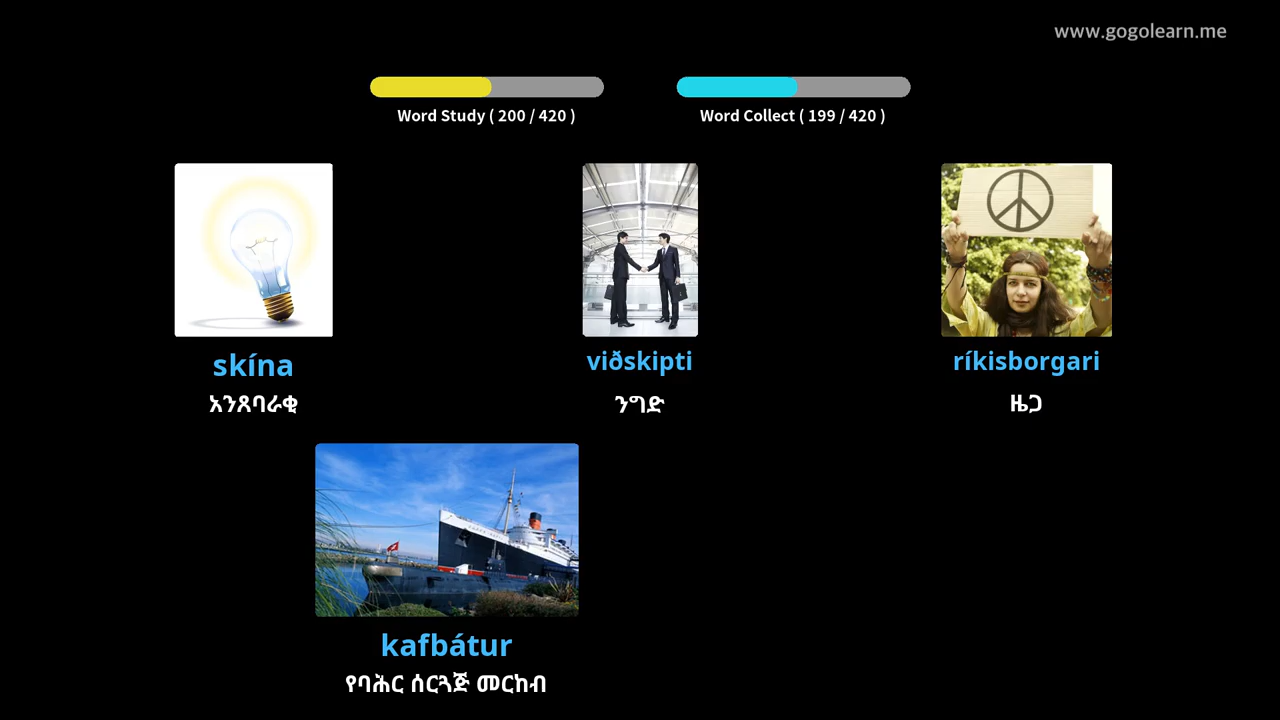 www.gogolearn.me
Word Study ( 200 / 420 )
Word Collect ( 199 / 420 )
skína
አንጸባራቂ
viðskipti
ንግድ
ríkisborgari
ዜጋ
kafbátur
የባሕር ሰርጓጅ መርከብ